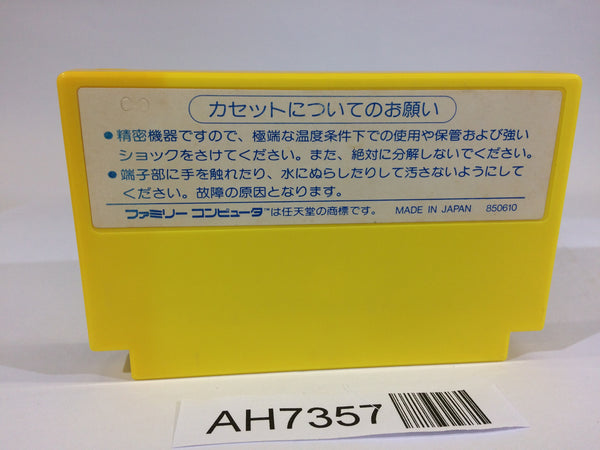 カセットについてのお願い
●精密機器ですので、極端な温度条件下での使用や保管および強い
ショックをさけてください。また、絶対に分解しないでください。
●端子部に手を触れたり、水にぬらしたりして汚さないようにして
ください。故障の原因となります。
ファミリー コンピュータ™は任天堂の商標です。 MADE IN JAPAN 850610
AH7357